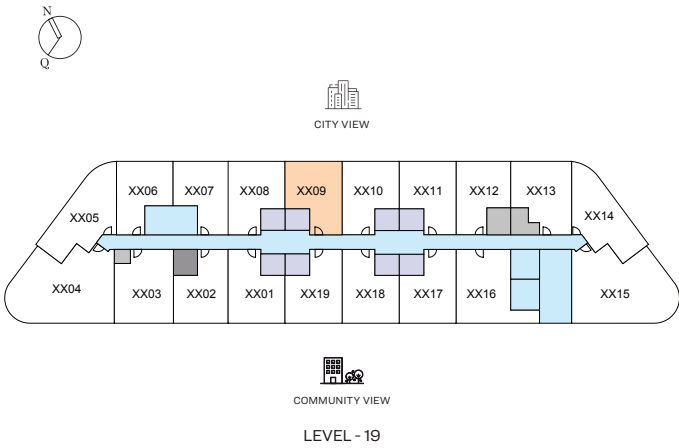 N
Q
CITY VIEW
XX06 XX07 XX08 XX09 XX10 XX11 XX12 XX13
XX05 XX14
XX04 XX03 XX02 XX01 XX19 XX18 XX17 XX16 XX15
COMMUNITY VIEW
LEVEL - 19